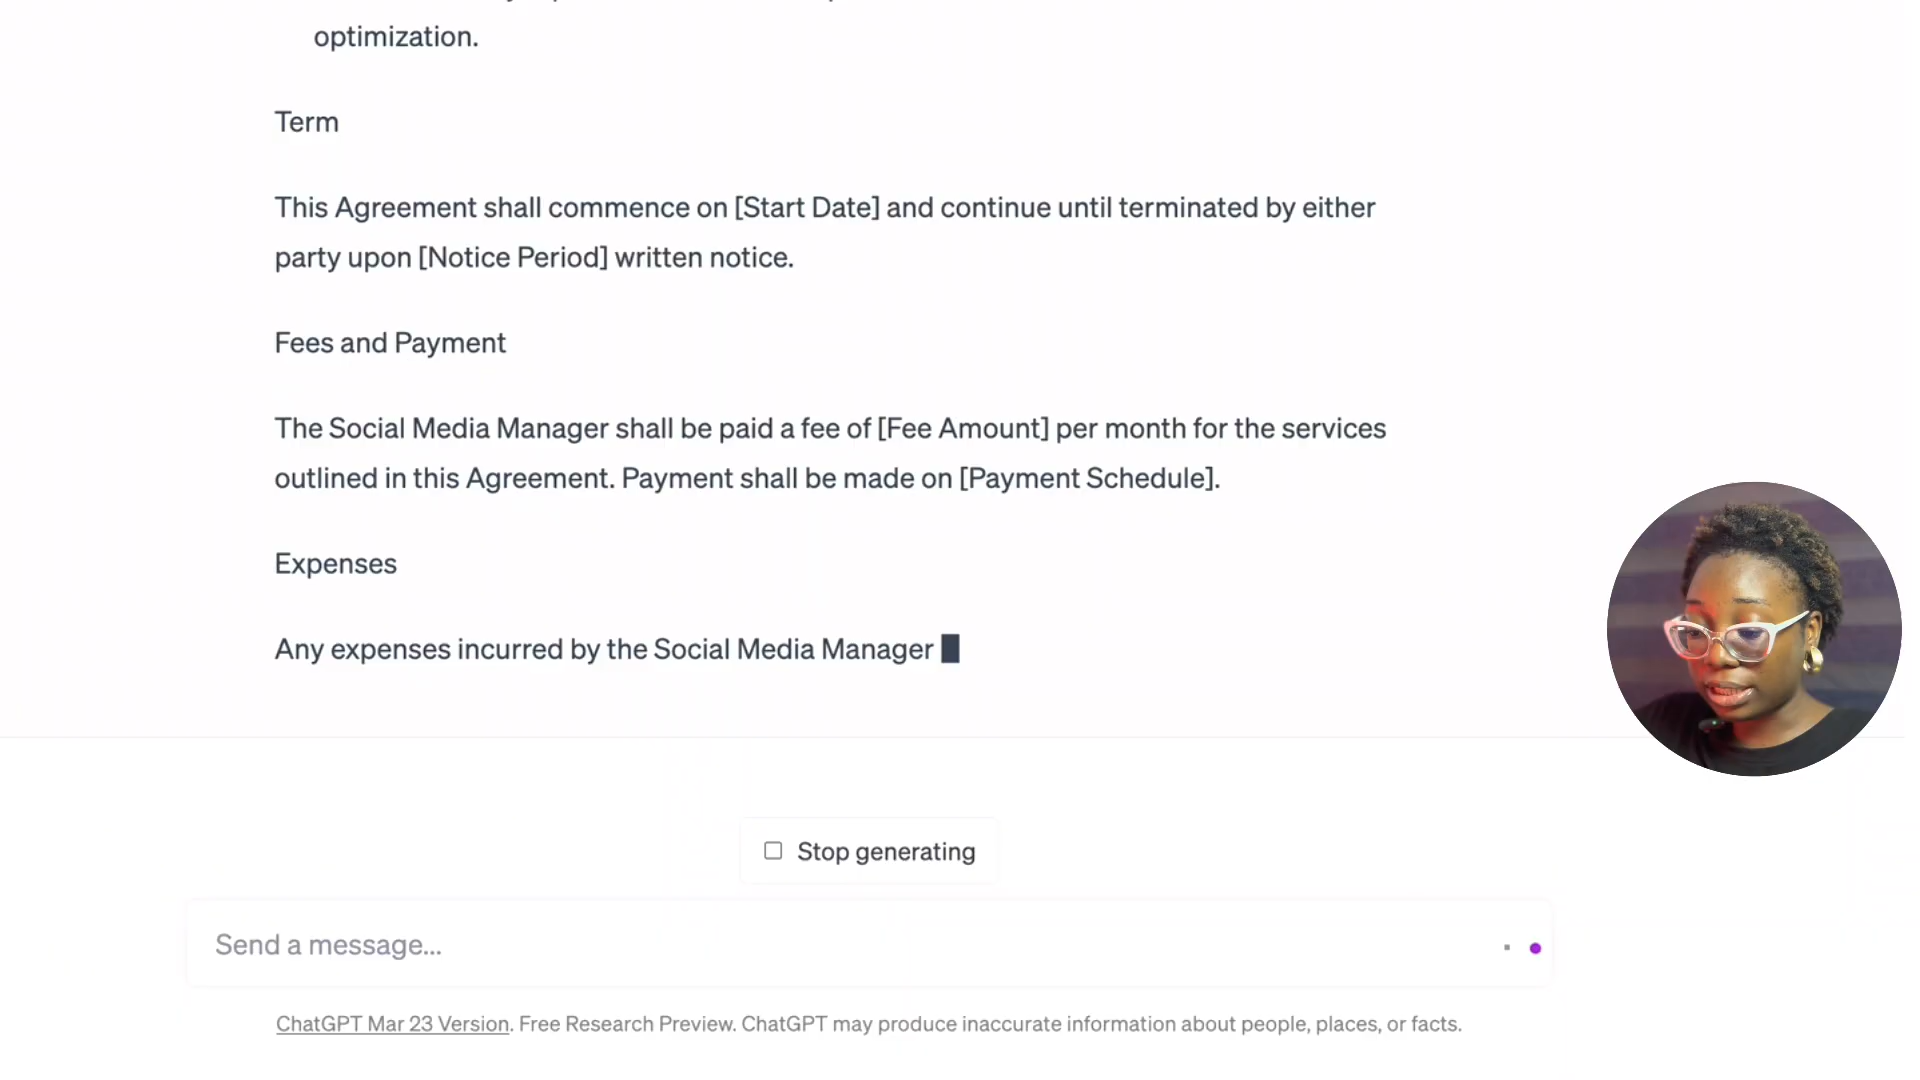 optimization.
Term
This Agreement shall commence on [Start Date] and continue until terminated by either
party upon [Notice Period] written notice.
Fees and Payment
The Social Media Manager shall be paid a fee of [Fee Amount] per month for the services
outlined in this Agreement. Payment shall be made on [Payment Schedule].
Expenses
Any expenses incurred by the Social Media Manager
Stop generating
Send a message...
ChatGPT Mar 23 Version. Free Research Preview. ChatGPT may produce inaccurate information about people, places, or facts.